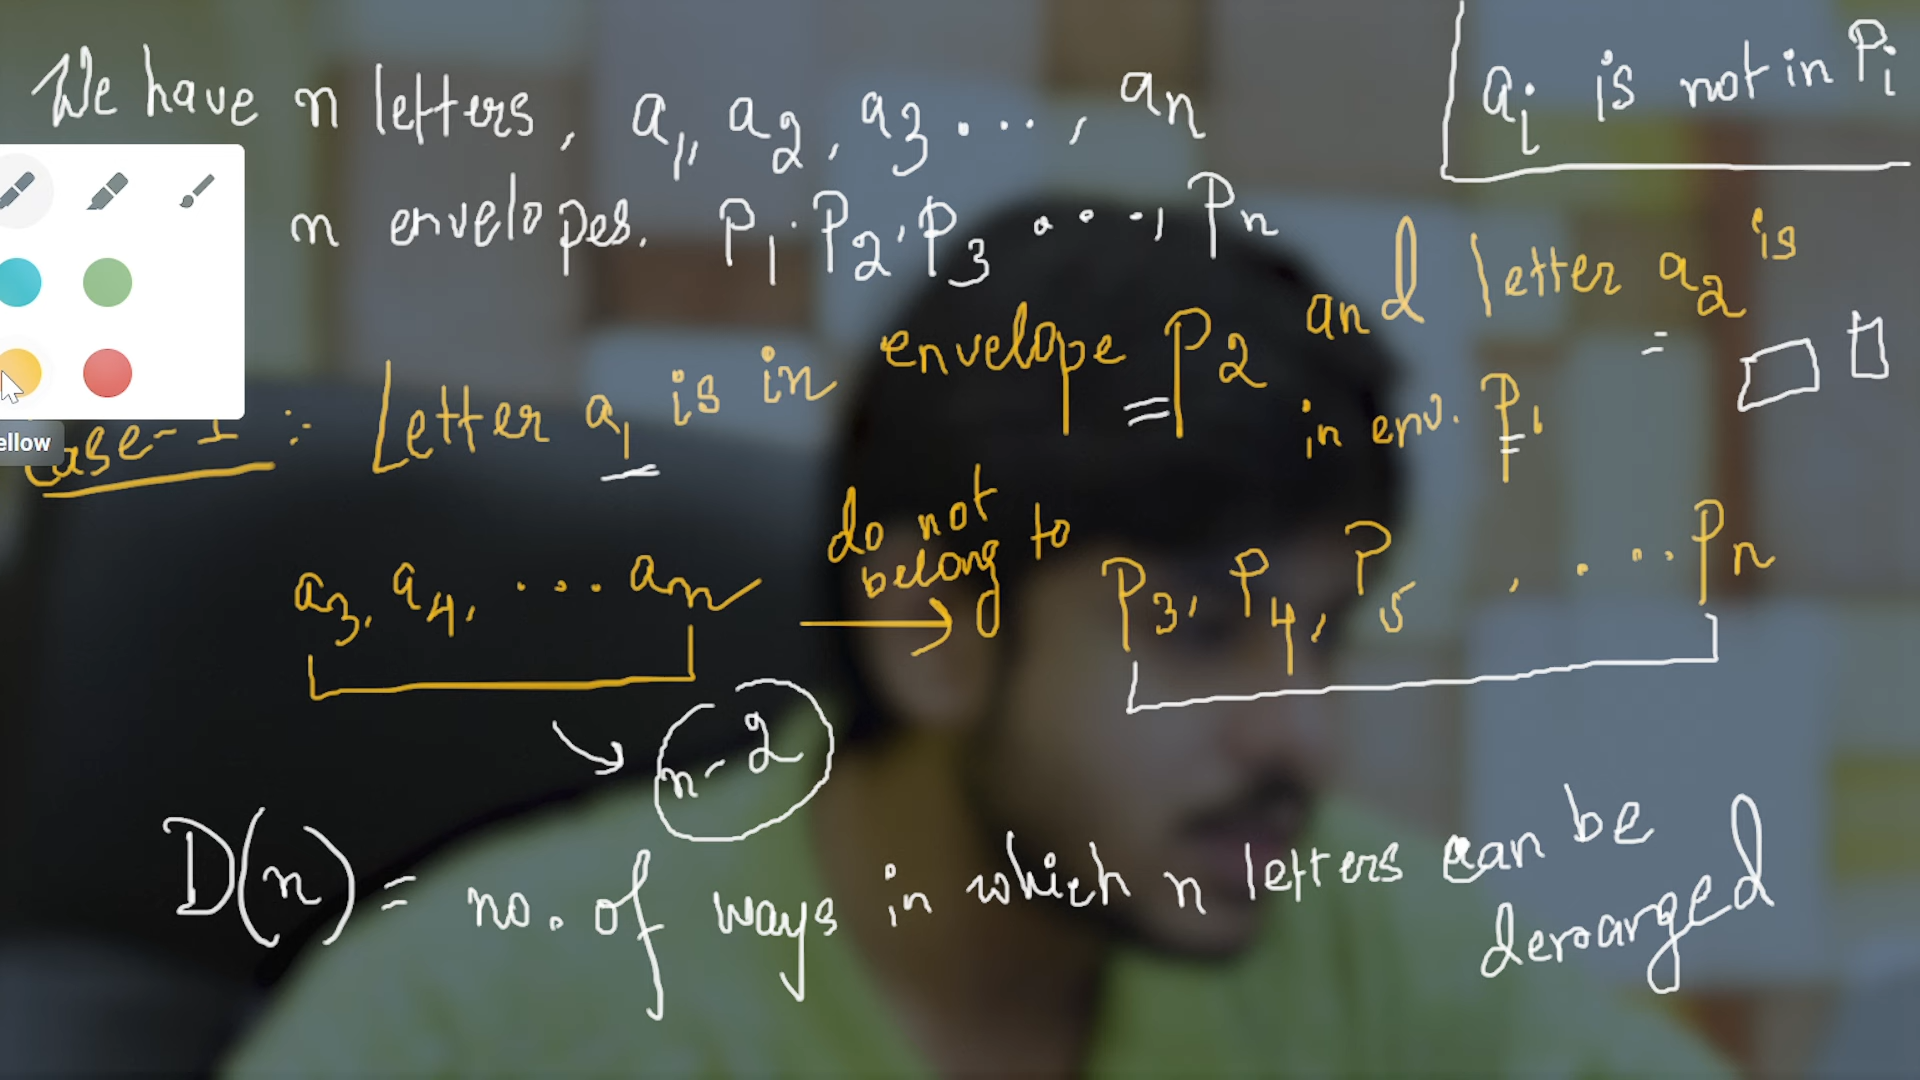 We have n letters, a1, a2, a3 ..., an
n envelopes. P1, P2, P3 ..., Pn
ai is not in Pi
ellow
Case-I :- Letter a1 is in envelope P2 and letter a2 is
in env. P1
a3, a4, ... an do not belong to P3, P4, P5, ... Pn
n-2
D(n) = no. of ways in which n letters can be
derarged